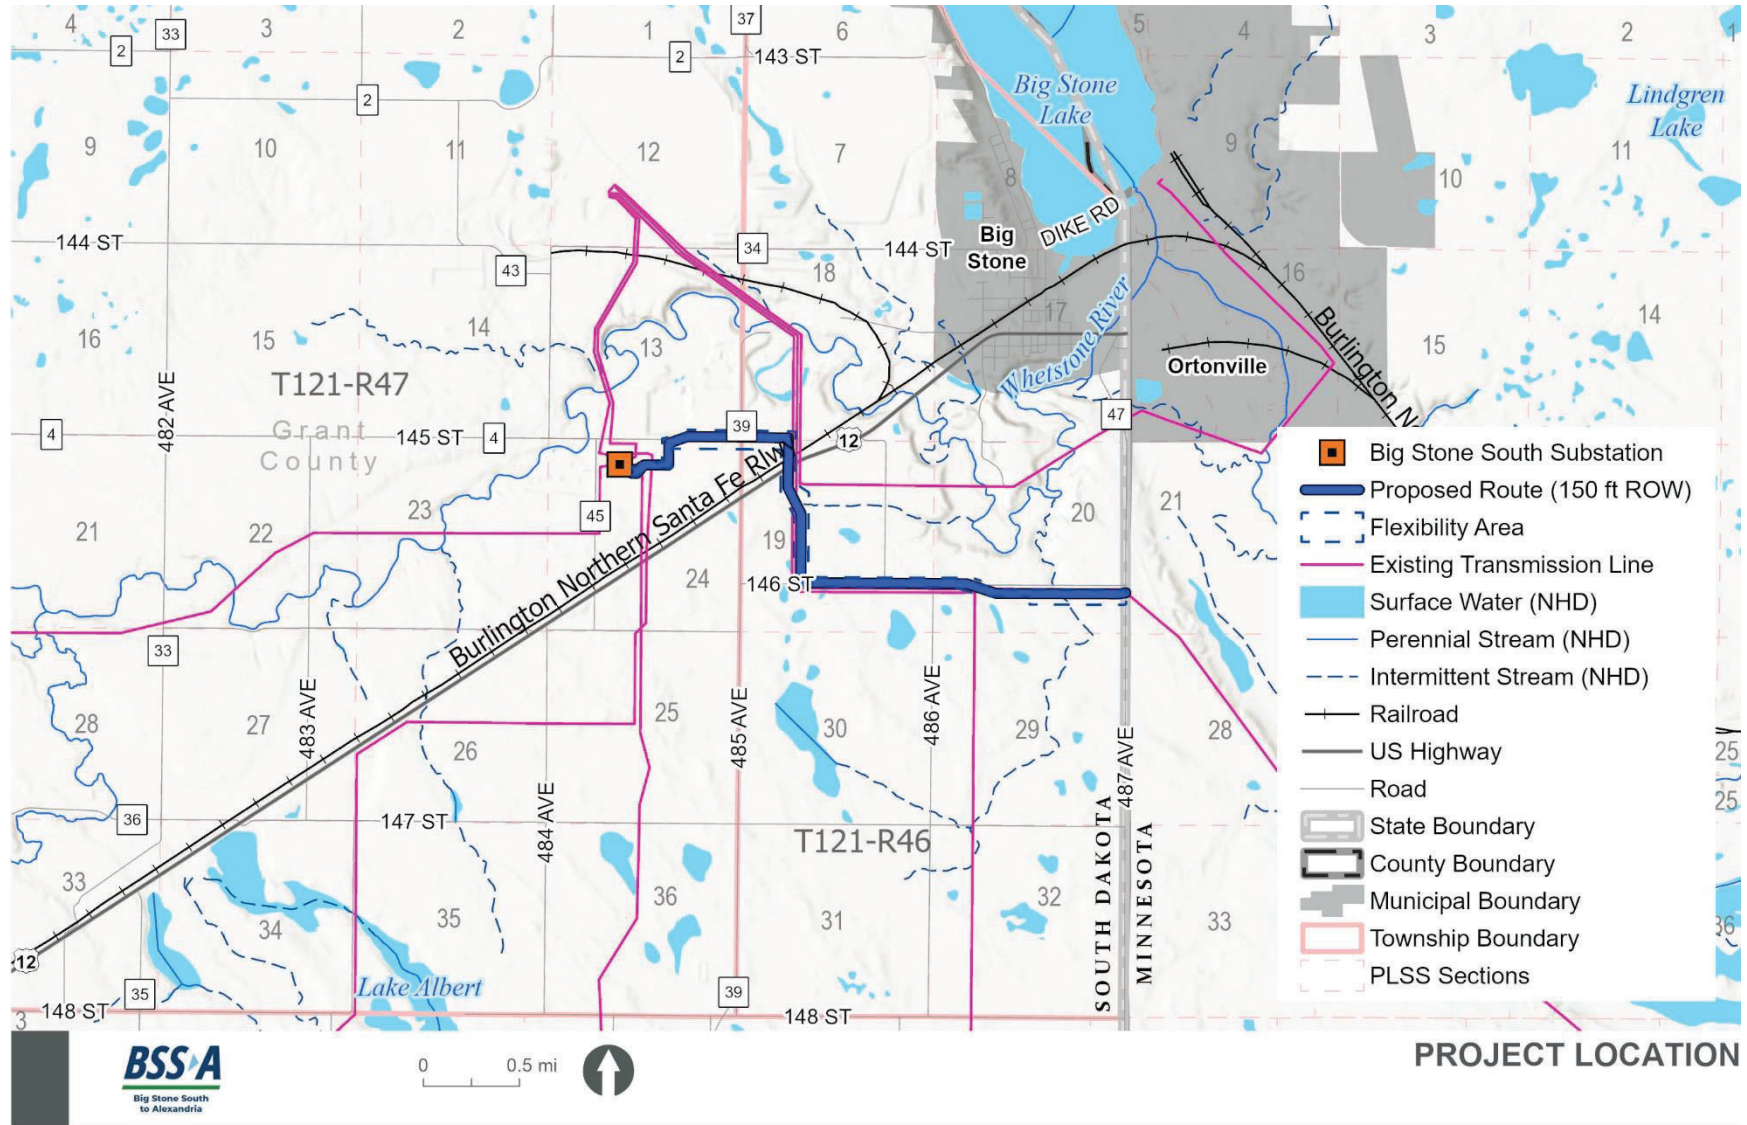 4
33
3
2
1
37
6
5
4
3
2
1
2
2
143 ST
Big Stone
Lake
Lindgren
Lake
2
9
10
11
12
7
8
9
10
11
DIKE RD
144 ST
34
144 ST
Big
Stone
43
18
16
17
Whetstone River
Burlington N
16
15
14
13
15
14
T121-R47
Ortonville
482 AVE
Grant
County
4
145 ST
4
39
47
12
Burlington Northern Santa Fe Rlwy
21
22
23
45
19
20
21
24
146 ST
33
28
27
483 AVE
26
25
485 AVE
30
486 AVE
29
487 AVE
28
25
25
36
147 ST
484 AVE
T121-R46
SOUTH DAKOTA
MINNESOTA
33
34
35
36
31
32
33
36
12
35
Lake Albert
39
3
148 ST
148 ST
Big Stone South Substation
Proposed Route (150 ft ROW)
Flexibility Area
Existing Transmission Line
Surface Water (NHD)
Perennial Stream (NHD)
Intermittent Stream (NHD)
Railroad
US Highway
Road
State Boundary
County Boundary
Municipal Boundary
Township Boundary
PLSS Sections
BSS A
Big Stone South
to Alexandria
0 0.5 mi
PROJECT LOCATION